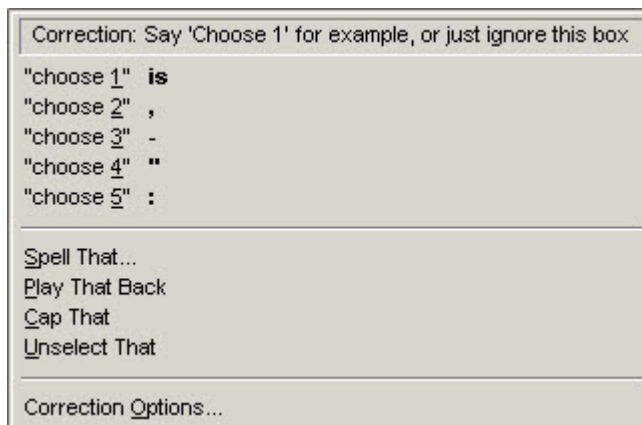 Correction: Say 'Choose 1' for example, or just ignore this box
"choose 1" is
"choose 2" ,
"choose 3" -
"choose 4" "
"choose 5" :
Spell That...
Play That Back
Cap That
Unselect That
Correction Options...